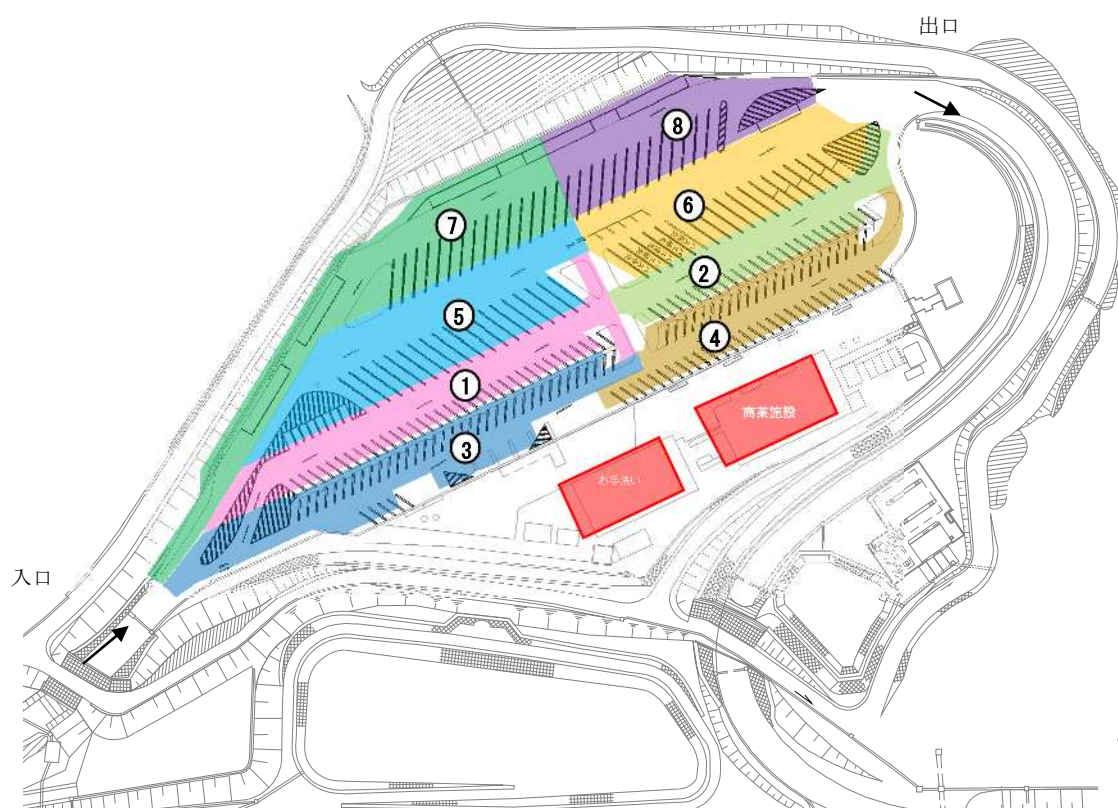 出口
⑧
⑥
⑦
②
⑤
④
①
商業施設
③
お手洗い
入口